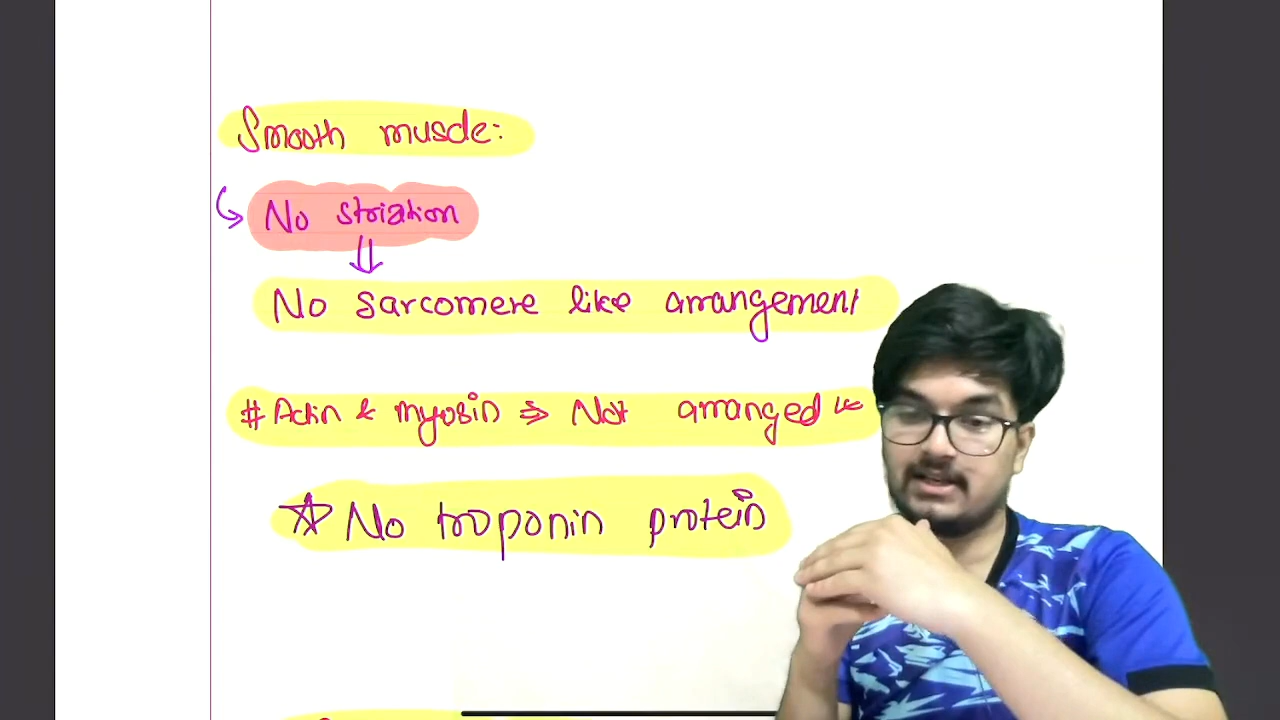 Smooth muscle:
No striation
No sarcomere like arrangement
# Actin & myosin ⇒ Not arranged
☆ No troponin protein